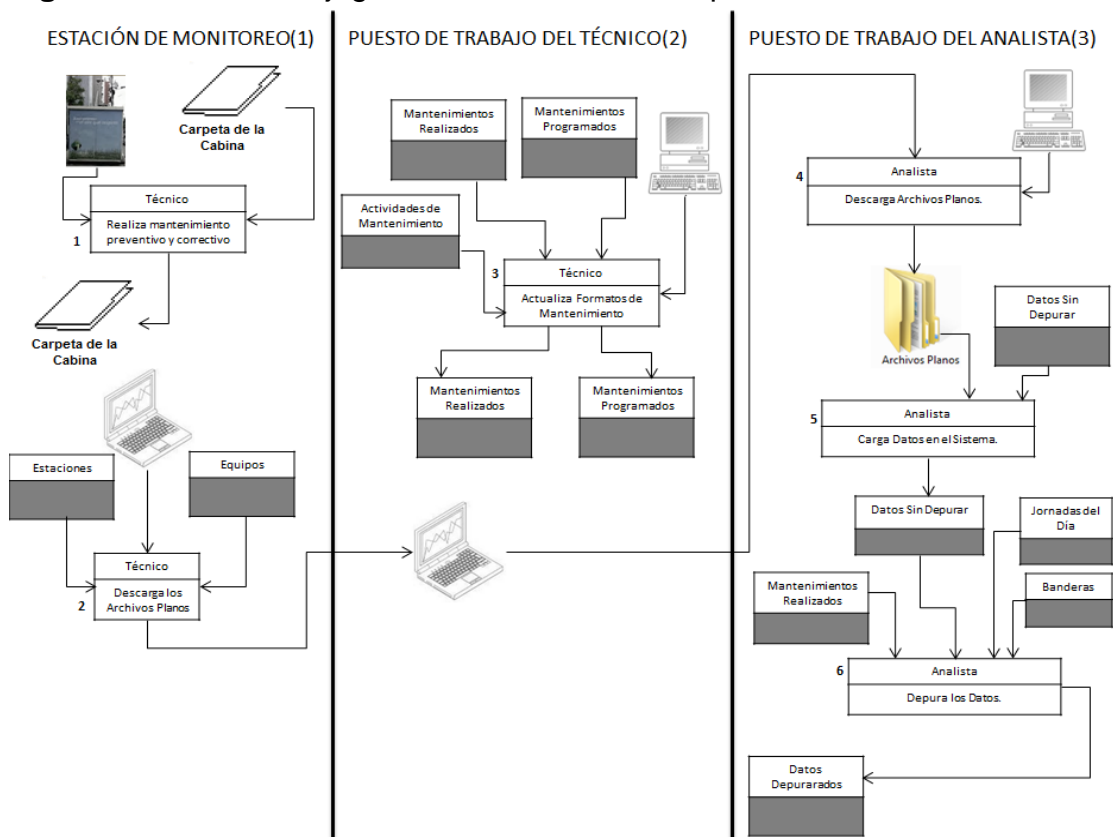 ESTACIÓN DE MONITOREO(1)
Carpeta de la
Cabina
Técnico
1
Realiza mantenimiento
preventivo y correctivo
Carpeta de la
Cabina
Estaciones
Equipos
Técnico
2
Descarga los
Archivos Planos
PUESTO DE TRABAJO DEL TÉCNICO(2)
Mantenimientos
Realizados
Mantenimientos
Programados
Actividades de
Mantenimiento
3
Técnico
Actualiza Formatos de
Mantenimiento
Mantenimientos
Realizados
Mantenimientos
Programados
PUESTO DE TRABAJO DEL ANALISTA(3)
4
Analista
Descarga Archivos Planos.
Archivos Planos
Datos Sin
Depurar
5
Analista
Carga Datos en el Sistema.
Datos Sin Depurar
Jornadas del
Día
Mantenimientos
Realizados
Banderas
6
Analista
Depura los Datos.
Datos
Depurarados